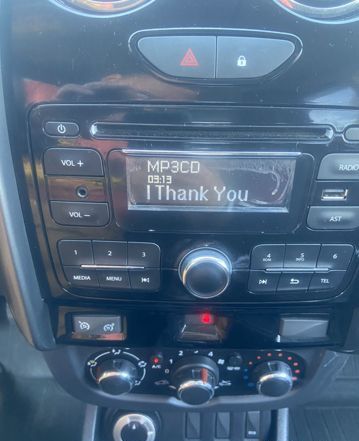 MP3CD
03:13
I Thank You
VOL +
RADIO
VOL –
AST
1 2 3
4 5 6
MEDIA MENU
TEL
A/C